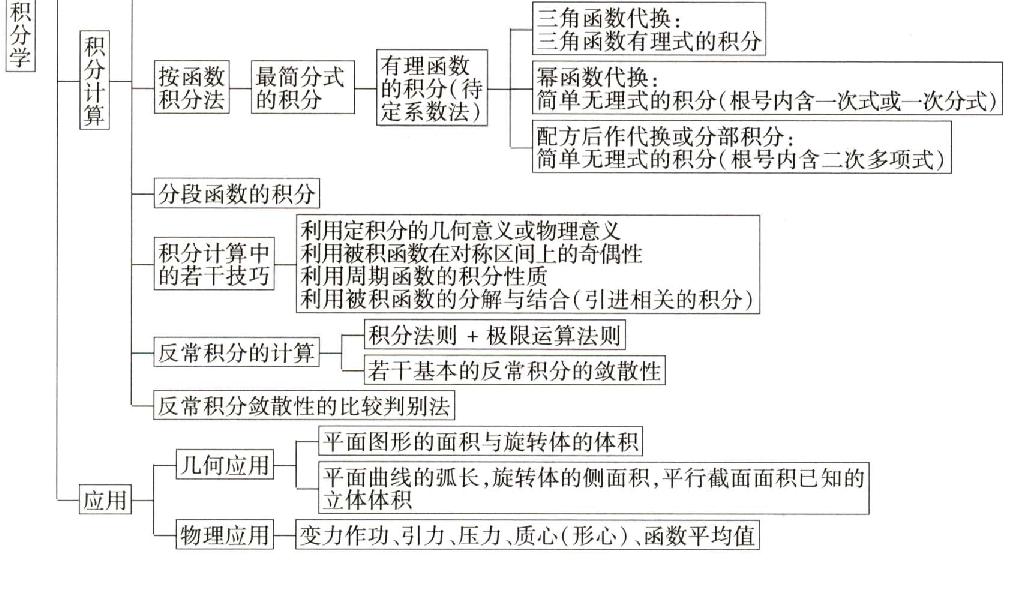 积分学
积分计算
按函数
积分法
最简分式
的积分
有理函数
的积分(待
定系数法)
三角函数代换:
三角函数有理式的积分
幂函数代换:
简单无理式的积分(根号内含一次式或一次分式)
配方后作代换或分部积分:
简单无理式的积分(根号内含二次多项式)
分段函数的积分
积分计算中
的若干技巧
利用定积分的几何意义或物理意义
利用被积函数在对称区间上的奇偶性
利用周期函数的积分性质
利用被积函数的分解与结合(引进相关的积分)
反常积分的计算
积分法则 + 极限运算法则
若干基本的反常积分的敛散性
反常积分敛散性的比较判别法
应用
几何应用
平面图形的面积与旋转体的体积
平面曲线的弧长,旋转体的侧面积,平行截面面积已知的
立体体积
物理应用
变力作功、引力、压力、质心(形心)、函数平均值